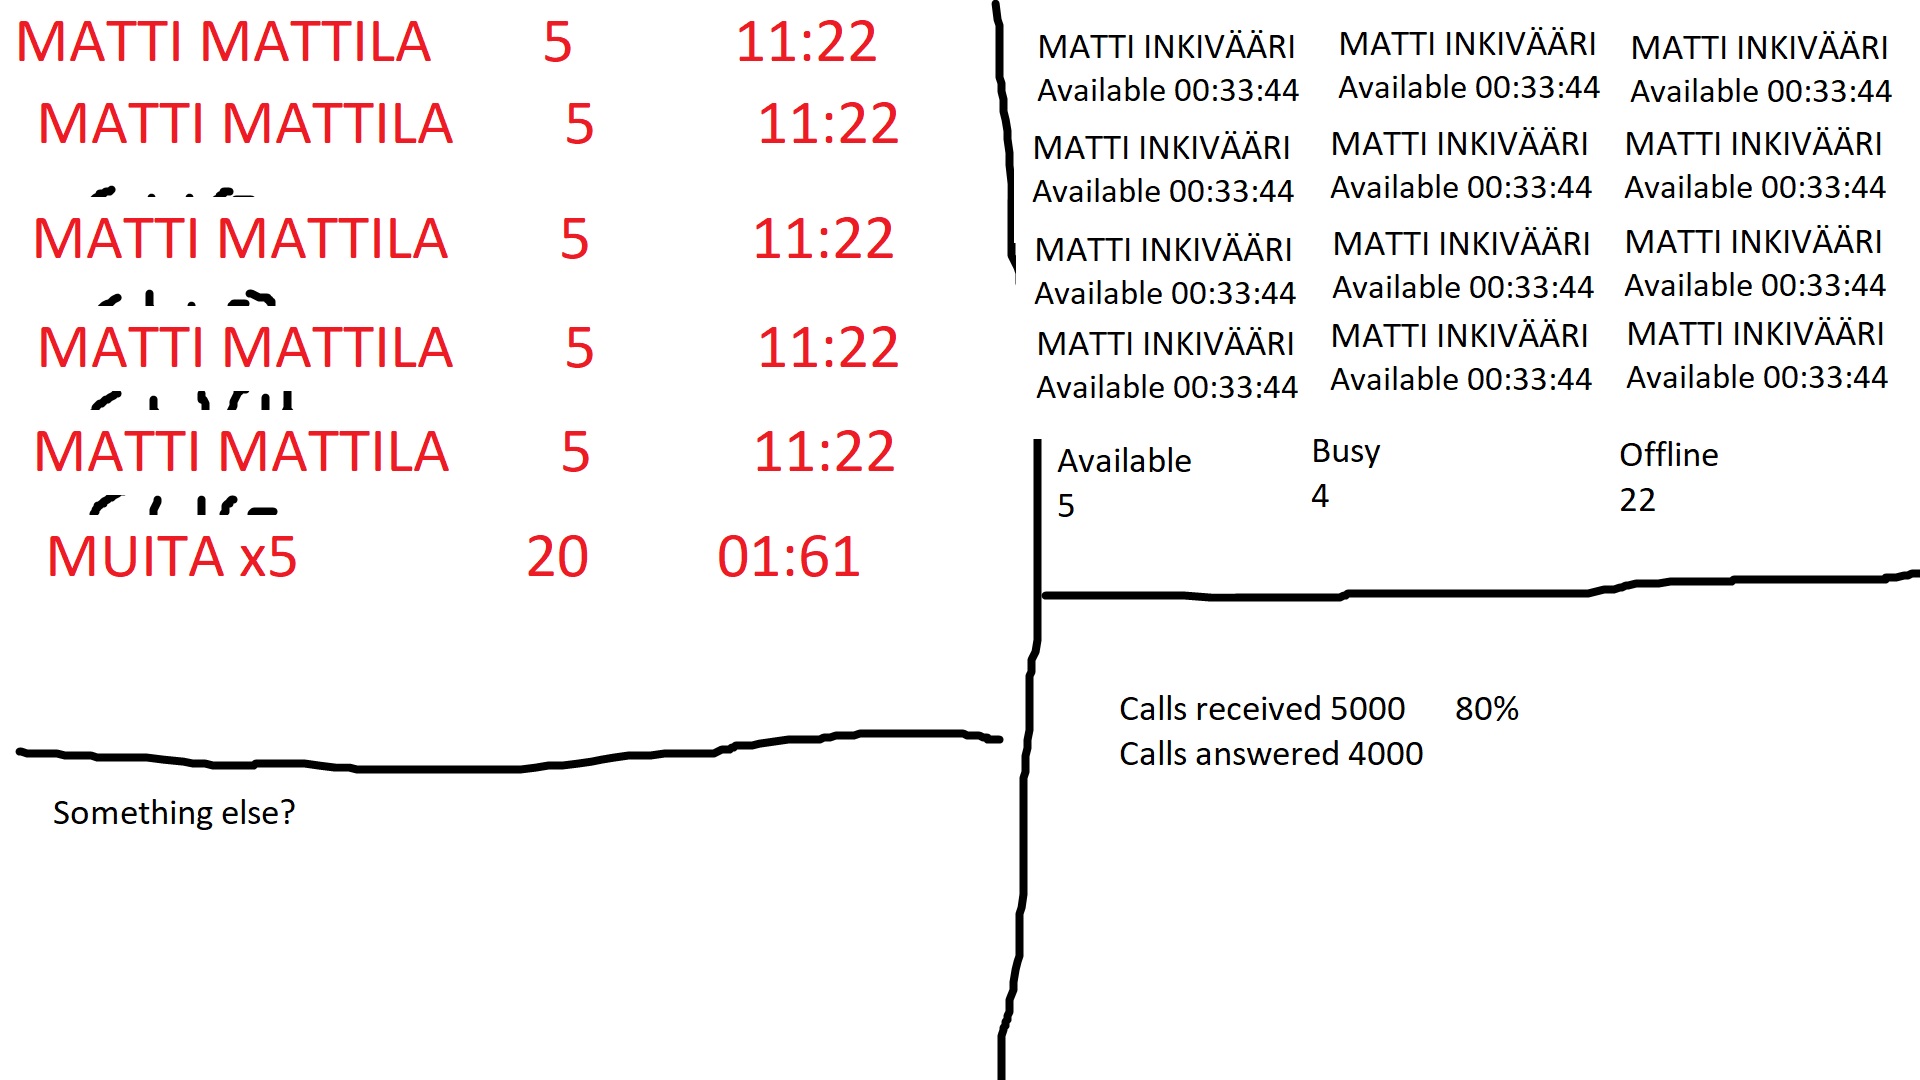 MATTI MATTILA 5 11:22
MATTI MATTILA 5 11:22
MATTI MATTILA 5 11:22
MATTI MATTILA 5 11:22
MATTI MATTILA 5 11:22
MUITA x5 20 01:61
Something else?
MATTI INKIVÄÄRI MATTI INKIVÄÄRI MATTI INKIVÄÄRI
Available 00:33:44 Available 00:33:44 Available 00:33:44
MATTI INKIVÄÄRI MATTI INKIVÄÄRI MATTI INKIVÄÄRI
Available 00:33:44 Available 00:33:44 Available 00:33:44
MATTI INKIVÄÄRI MATTI INKIVÄÄRI MATTI INKIVÄÄRI
Available 00:33:44 Available 00:33:44 Available 00:33:44
MATTI INKIVÄÄRI MATTI INKIVÄÄRI MATTI INKIVÄÄRI
Available 00:33:44 Available 00:33:44 Available 00:33:44
Available Busy Offline
5 4 22
Calls received 5000 80%
Calls answered 4000